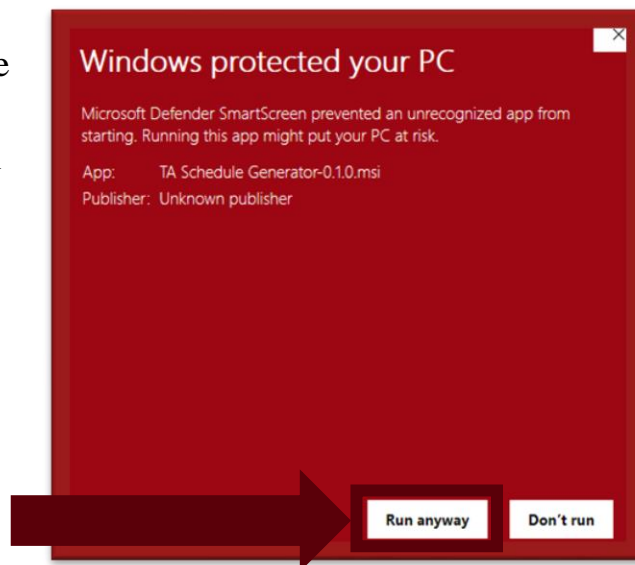 Windows protected your PC
Microsoft Defender SmartScreen prevented an unrecognized app from
starting. Running this app might put your PC at risk.
App: TA Schedule Generator-0.1.0.msi
Publisher: Unknown publisher
Run anyway Don't run